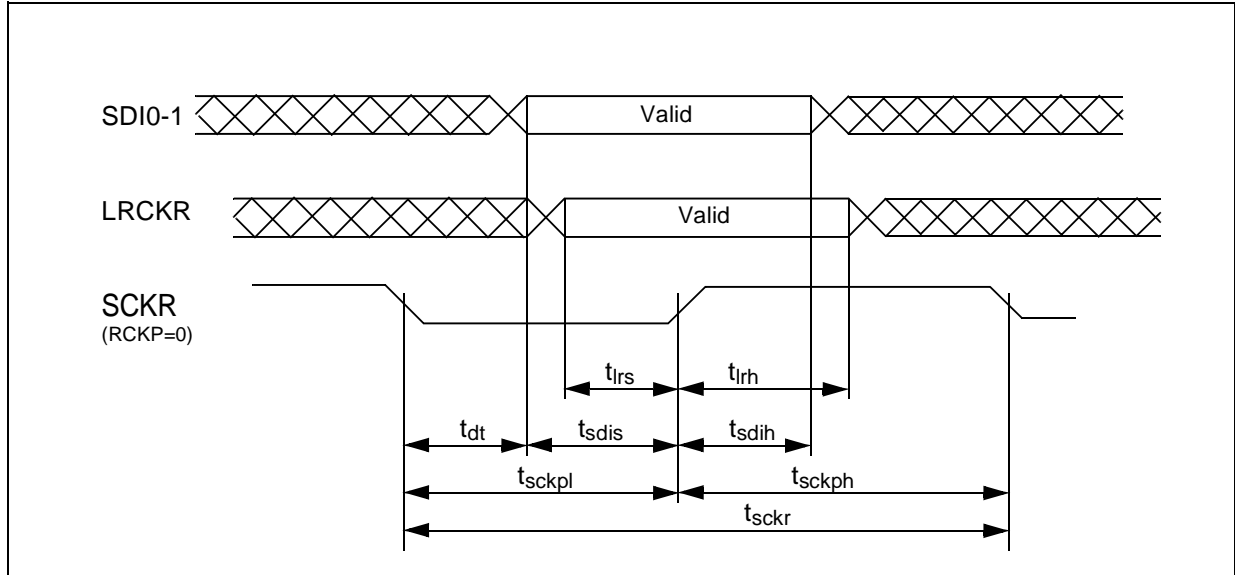 SDI0-1
Valid
LRCKR
Valid
SCKR
(RCKP=0)
tlrs
tlrh
tdt
tsdis
tsdih
tsckpl
tsckph
tsckr